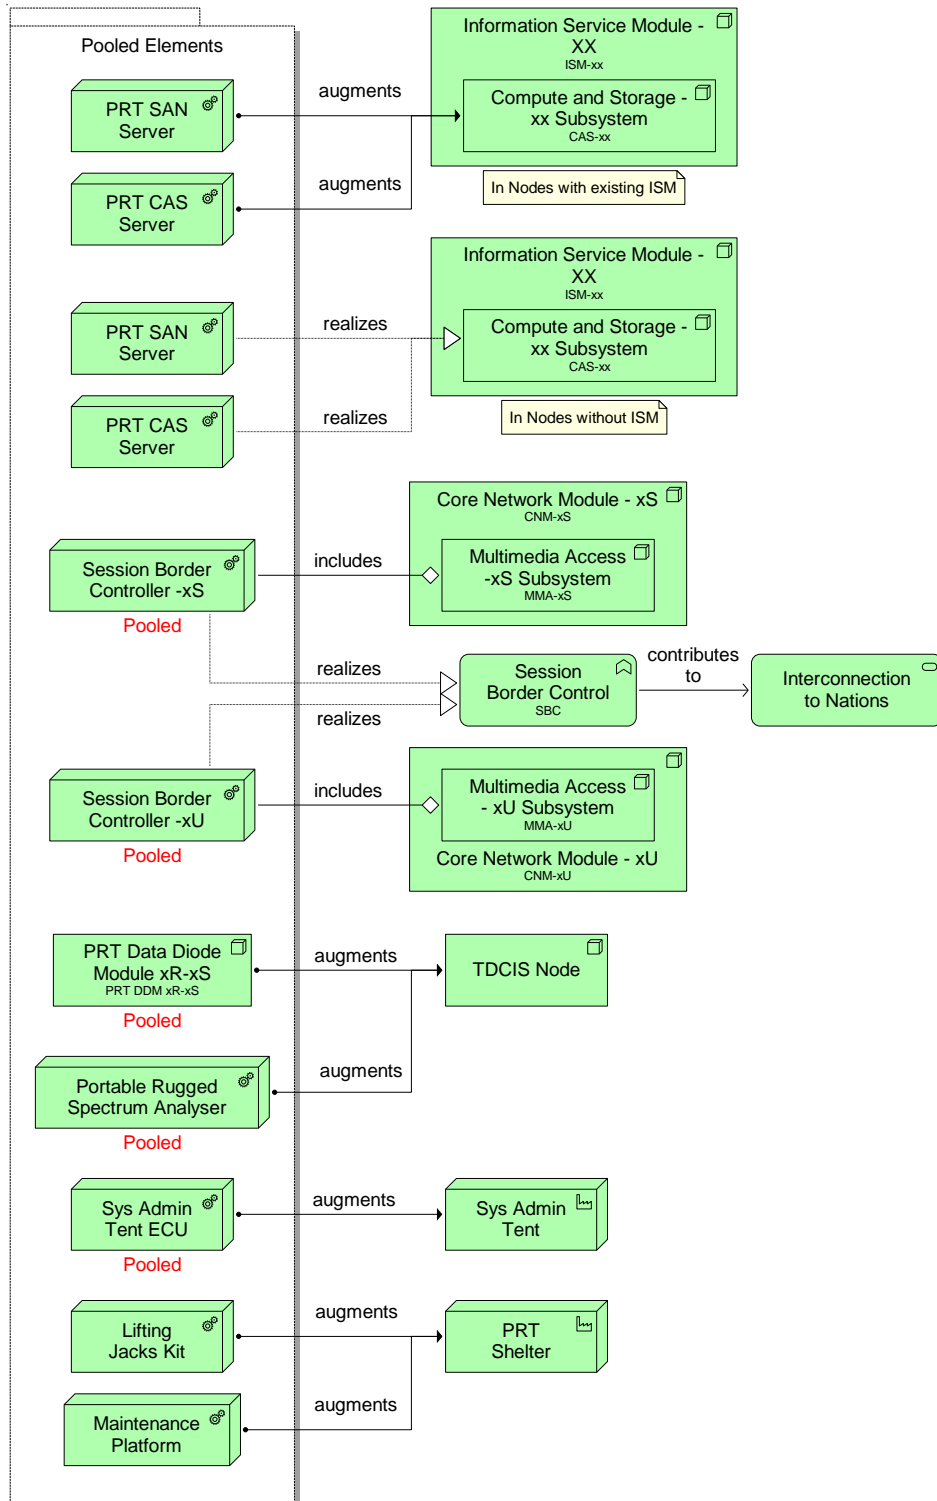 Pooled Elements
PRT SAN
Server
augments
Information Service Module -
XX
ISM-xx
Compute and Storage -
xx Subsystem
CAS-xx
PRT CAS
Server
augments
In Nodes with existing ISM
PRT SAN
Server
realizes
Information Service Module -
XX
ISM-xx
Compute and Storage -
xx Subsystem
CAS-xx
PRT CAS
Server
realizes
In Nodes without ISM
Session Border
Controller -xS
Pooled
includes
Core Network Module - xS
CNM-xS
Multimedia Access
-xS Subsystem
MMA-xS
realizes
realizes
Session
Border Control
SBC
contributes
to
Interconnection
to Nations
Session Border
Controller -xU
Pooled
includes
Multimedia Access
- xU Subsystem
MMA-xU
Core Network Module - xU
CNM-xU
PRT Data Diode
Module xR-xS
PRT DDM xR-xS
Pooled
augments
TDCIS Node
Portable Rugged
Spectrum Analyser
Pooled
augments
Sys Admin
Tent ECU
Pooled
augments
Sys Admin
Tent
Lifting
Jacks Kit
augments
PRT
Shelter
Maintenance
Platform
augments